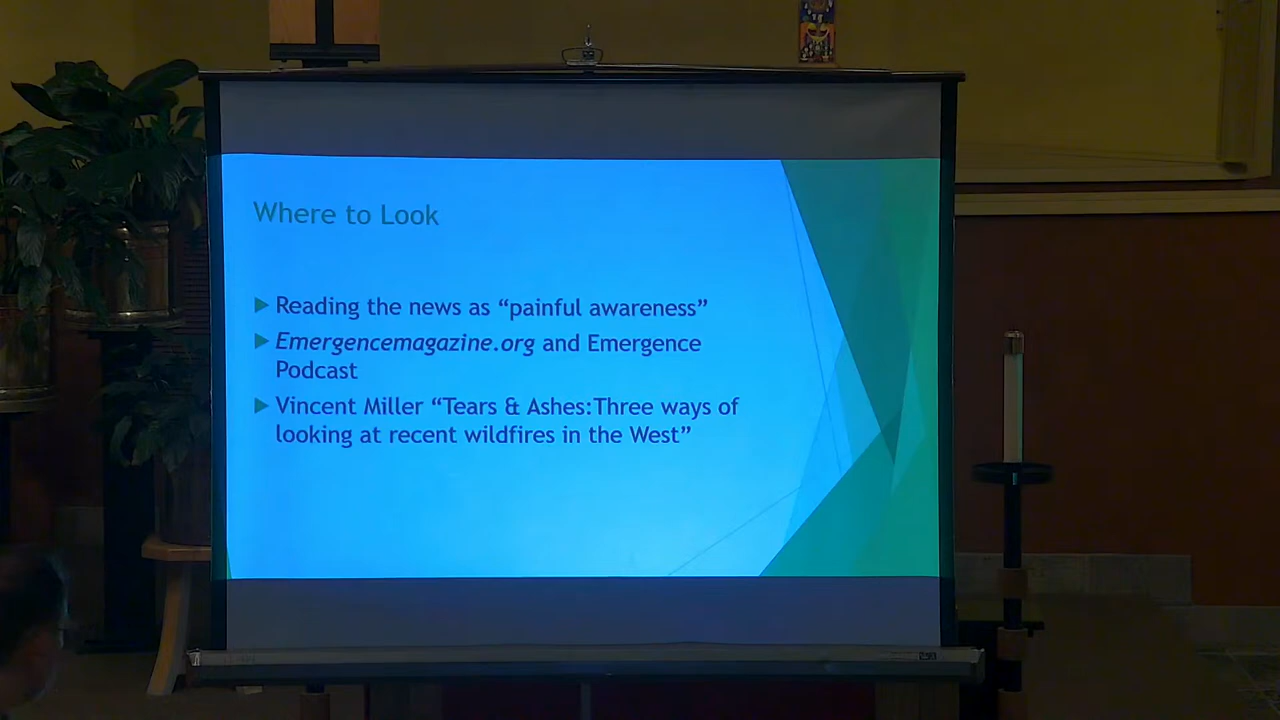 Where to Look
Reading the news as “painful awareness”
Emergencemagazine.org and Emergence
Podcast
Vincent Miller “Tears & Ashes:Three ways of
looking at recent wildfires in the West”